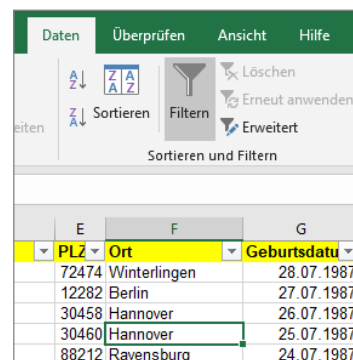 Daten Überprüfen Ansicht Hilfe
Löschen
Sortieren Filtern Erneut anwenden
eiten Erweitert
Sortieren und Filtern
E F G
PLZ Ort Geburtsdatu
72474 Winterlingen 28.07.1987
12282 Berlin 27.07.1987
30458 Hannover 26.07.1987
30460 Hannover 25.07.1987
88212 Ravensburg 24.07.1987